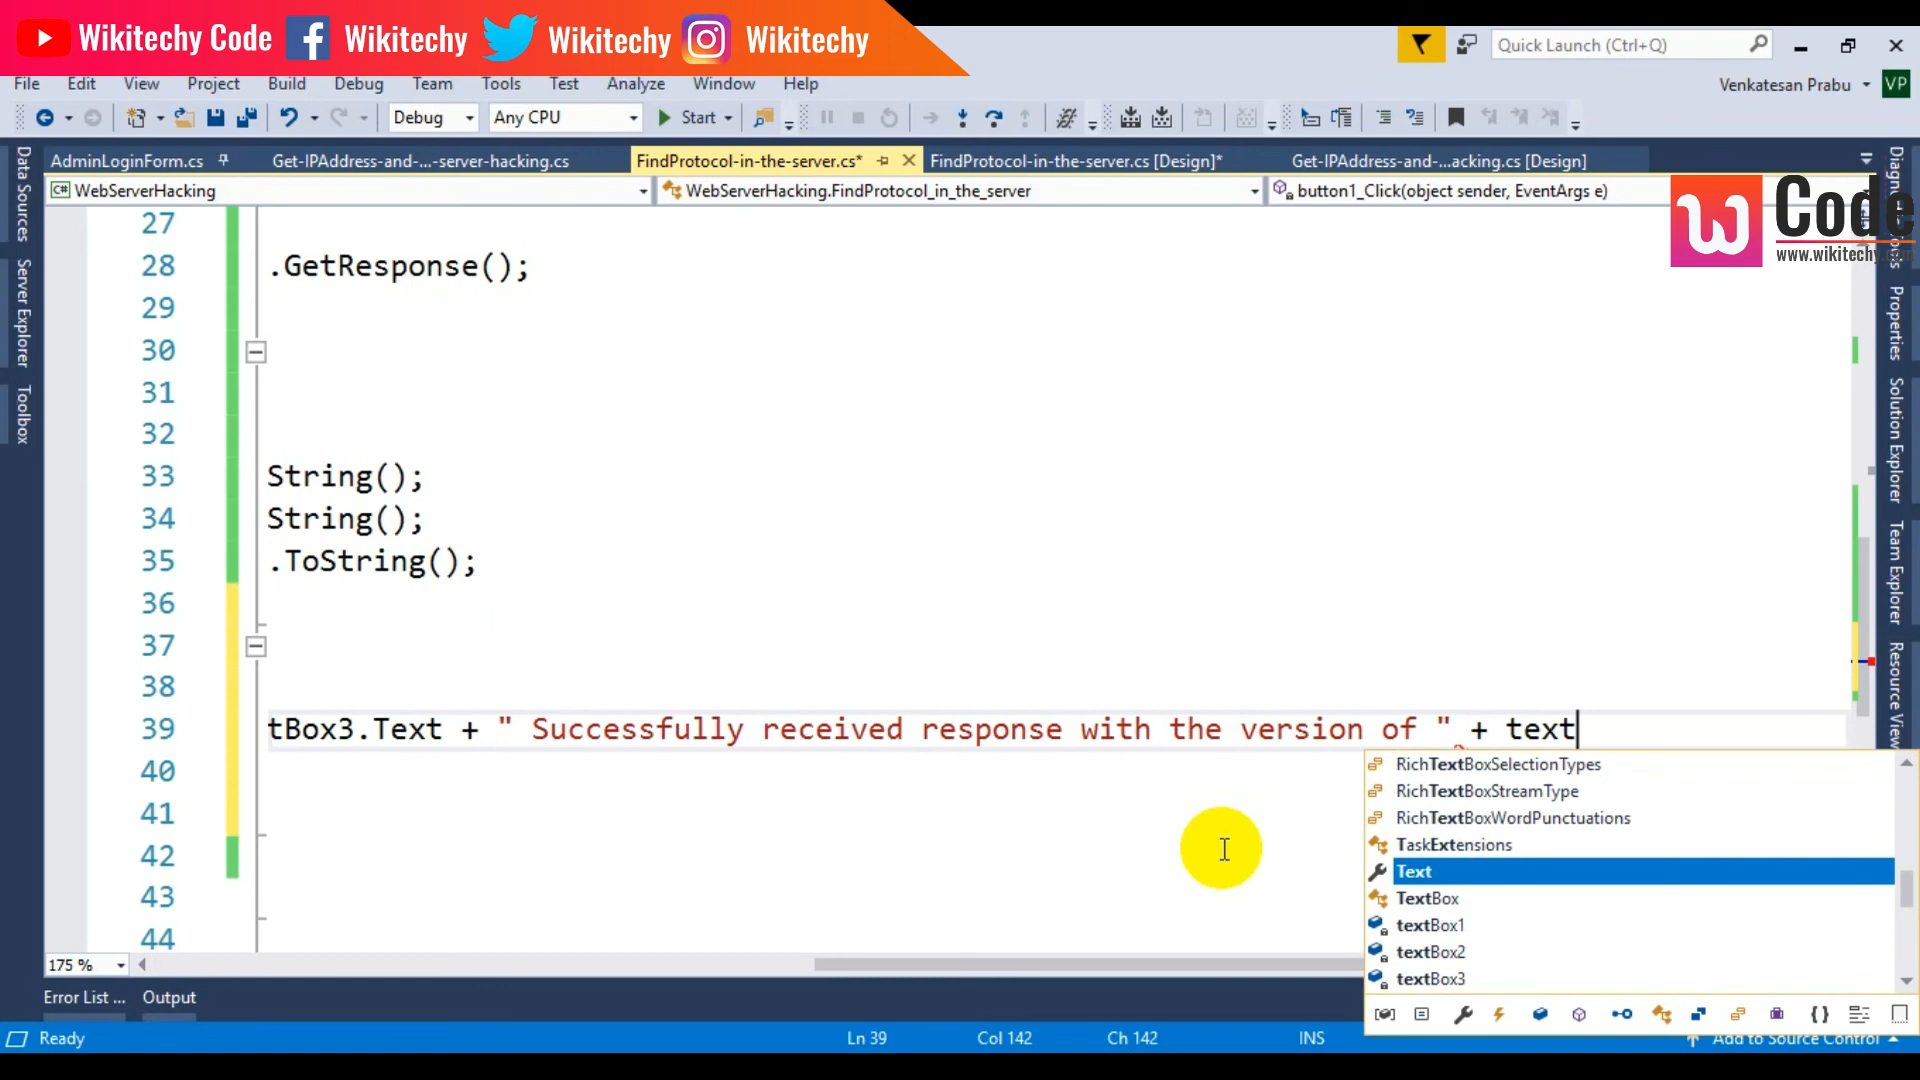 Wikitechy Code Wikitechy Wikitechy Wikitechy
Quick Launch (Ctrl+Q)
File Edit View Project Build Debug Team Tools Test Analyze Window Help
Venkatesan Prabu VP
Debug Any CPU Start
AdminLoginForm.cs Get-IPAddress-and-...-server-hacking.cs FindProtocol-in-the-server.cs* FindProtocol-in-the-server.cs [Design]* Get-IPAddress-and-...acking.cs [Design]
C# WebServerHacking WebServerHacking.FindProtocol_in_the_server button1_Click(object sender, EventArgs e)
Data Sources
Server Explorer
Toolbox
W Code
www.wikitechy.com
Properties
Solution Explorer
Team Explorer
27
28 .GetResponse();
29
30
31
32
33 String();
34 String();
35 .ToString();
36
37
38
39 tBox3.Text + " Successfully received response with the version of " + text
40
41
42
43
44
RichTextBoxSelectionTypes
RichTextBoxStreamType
RichTextBoxWordPunctuations
TaskExtensions
Text
TextBox
textBox1
textBox2
textBox3
175 %
Error List ... Output
Ready Ln 39 Col 142 Ch 142 INS Add to Source Control